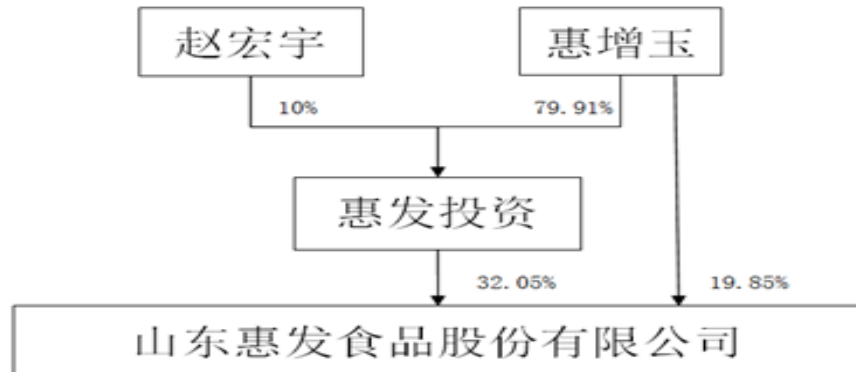 赵宏宇
惠增玉
10%
79.91%
惠发投资
32.05%
19.85%
山东惠发食品股份有限公司